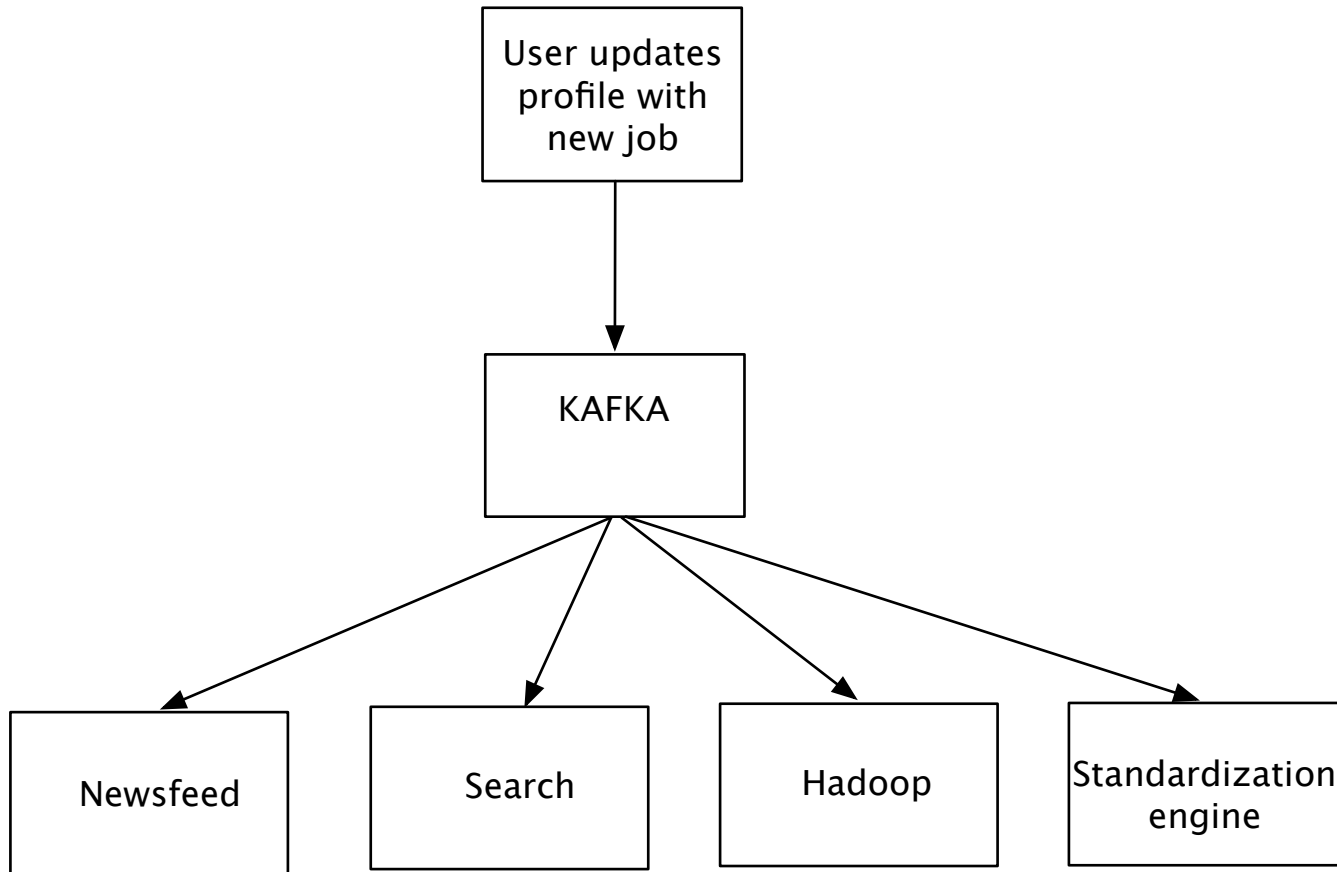 User updates
profile with
new job
KAFKA
Newsfeed
Search
Hadoop
Standardization
engine